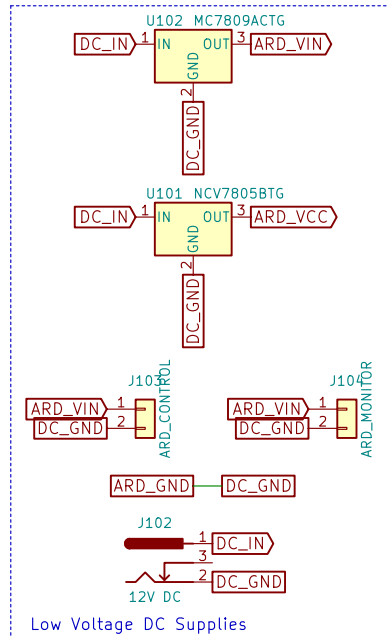 U102 MC7809ACTG
DC_IN 1 IN OUT 3 ARD_VIN
GND
2
DC_GND
U101 NCV7805BTG
DC_IN 1 IN OUT 3 ARD_VCC
GND
2
DC_GND
J103 J104
ARD_VIN 1 ARD_VIN 1
DC_GND 2 DC_GND 2
ARD_CONTROL ARD_MONITOR
ARD_GND DC_GND
J102
1 DC_IN
3
2 DC_GND
12V DC
Low Voltage DC Supplies